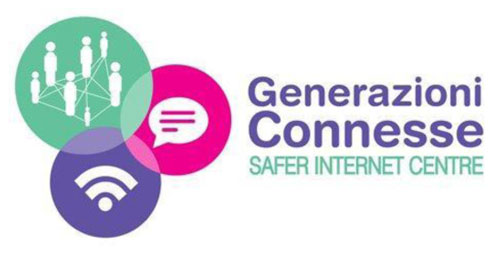 Generazioni
Connesse
SAFER INTERNET CENTRE